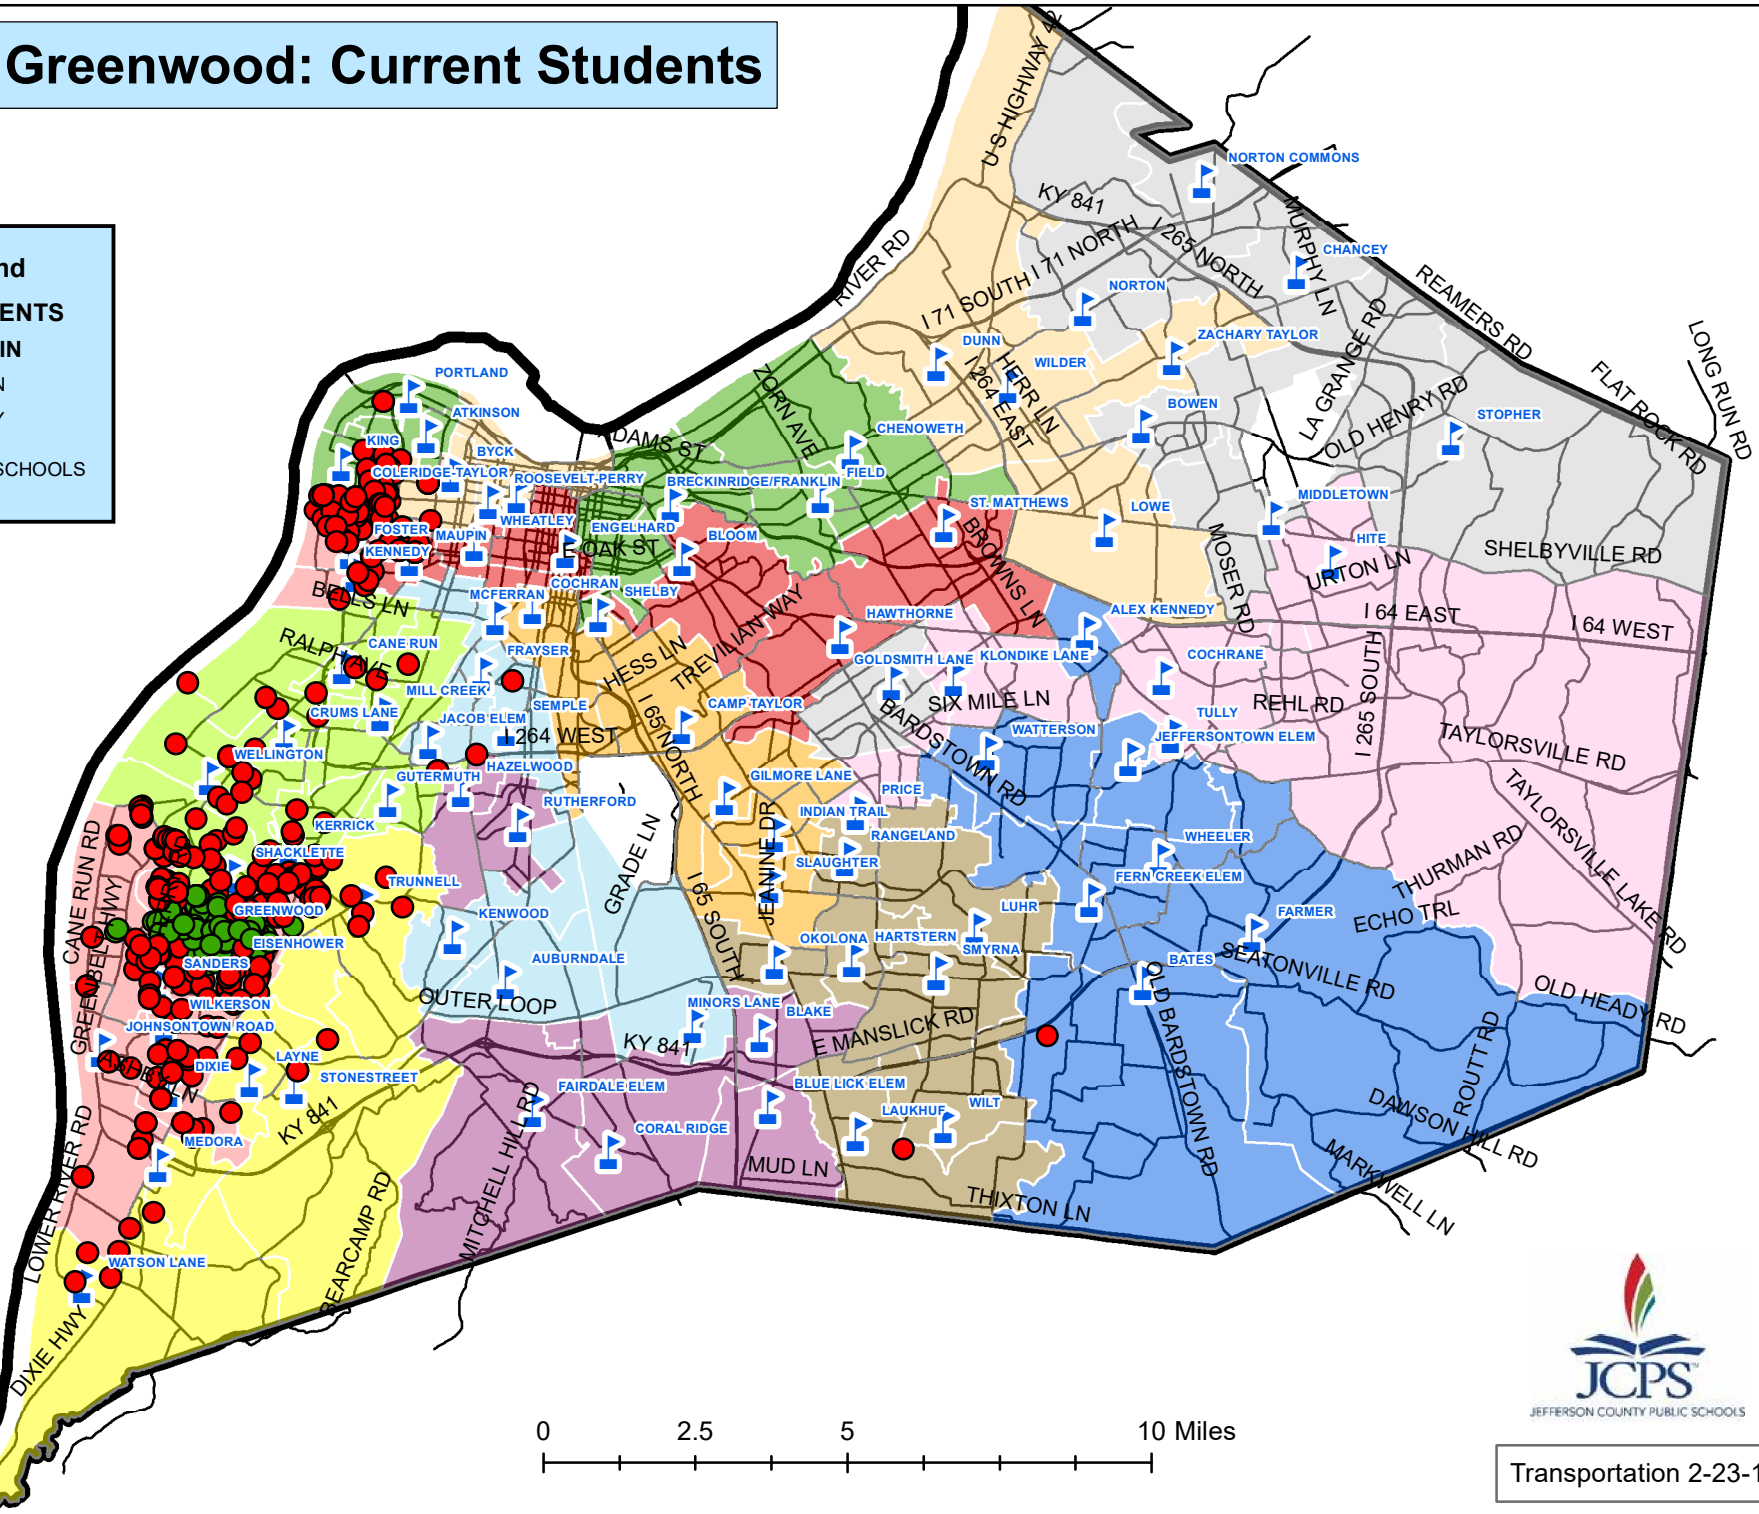 Greenwood: Current Students
nd
ENTS
IN
N
Y
SCHOOLS
U S HIGHWAY 42
NORTON COMMONS
KY 841
I 71 NORTH
I 265 NORTH
MURPHY LN
CHANCEY
RIVER RD
I 71 SOUTH
NORTON
REAMERS RD
LONG RUN RD
DUNN
HERR LN
WILDER
ZACHARY TAYLOR
LA GRANGE RD
FLAT ROCK RD
I 264 EAST
PORTLAND
ZORN AVE
BOWEN
OLD HENRY RD
STOPHER
ATKINSON
KING
BYCK
ADAMS ST
CHENOWETH
COLERIDGE-TAYLOR
ROOSEVELT-PERRY
BRECKINRIDGE/FRANKLIN
FIELD
ST. MATTHEWS
LOWE
MIDDLETOWN
FOSTER
MAUPIN
WHEATLEY
ENGELHARD
BLOOM
BROWNS LN
MOSER RD
HITE
SHELBYVILLE RD
KENNEDY
E OAK ST
URTON LN
BELLS LN
MCFERRAN
COCHRAN
SHELBY
TREVILIAN WAY
HAWTHORNE
ALEX KENNEDY
I 64 EAST
I 64 WEST
RALPH AVE
CANE RUN
FRAYSER
HESS LN
GOLDSMITH LANE
KLONDIKE LANE
COCHRANE
I 265 SOUTH
MILL CREEK
SEMPLE
I 65 NORTH
CAMP TAYLOR
SIX MILE LN
REHL RD
CRUMS LANE
JACOB ELEM
I 264 WEST
BARDSTOWN RD
WATTERSON
TULLY
JEFFERSONTOWN ELEM
TAYLORSVILLE RD
WELLINGTON
GUTERMUTH
HAZELWOOD
GILMORE LANE
PRICE
RUTHERFORD
INDIAN TRAIL
KERRICK
RANGELAND
WHEELER
CANE RUN RD
SHACKLETTE
GRADE LN
JEANINE DR
SLAUGHTER
FERN CREEK ELEM
THURMAN RD
TAYLORSVILLE LAKE RD
TRUNNELL
I 65 SOUTH
GREENWOOD
KENWOOD
LUHR
FARMER
ECHO TRL
GREENBELT HWY
EISENHOWER
OKOLONA
HARTSTERN
SMYRNA
SANDERS
AUBURNDALE
BATES
SEATONVILLE RD
OUTER LOOP
WILKERSON
MINORS LANE
BLAKE
OLD HEADY RD
JOHNSONTOWN ROAD
KY 841
E MANSLICK RD
OLD BARDSTOWN RD
ROUTT RD
ASHBY LN
DIXIE
LAYNE
STONESTREET
FAIRDALE ELEM
BLUE LICK ELEM
LAUKHUF
WILT
DAWSON HILL RD
LOWER RIVER RD
KY 841
MEDORA
CORAL RIDGE
MITCHELL HILL RD
MUD LN
MARKWELL LN
BEARCAMP RD
THIXTON LN
WATSON LANE
DIXIE HWY
JCPS
JEFFERSON COUNTY PUBLIC SCHOOLS
0 2.5 5 10 Miles
Transportation 2-23-1